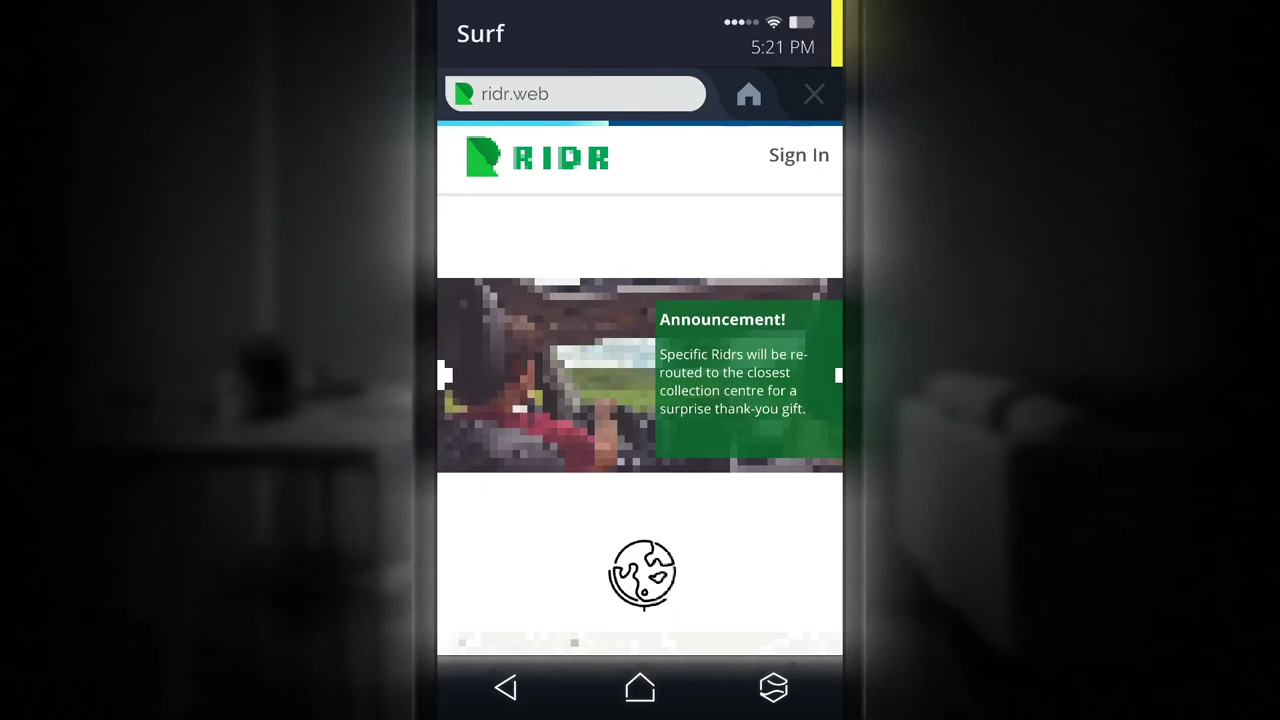 Surf
5:21 PM
ridr.web
RIDR
Sign In
Announcement!
Specific Ridrs will be re-
routed to the closest
collection centre for a
surprise thank-you gift.